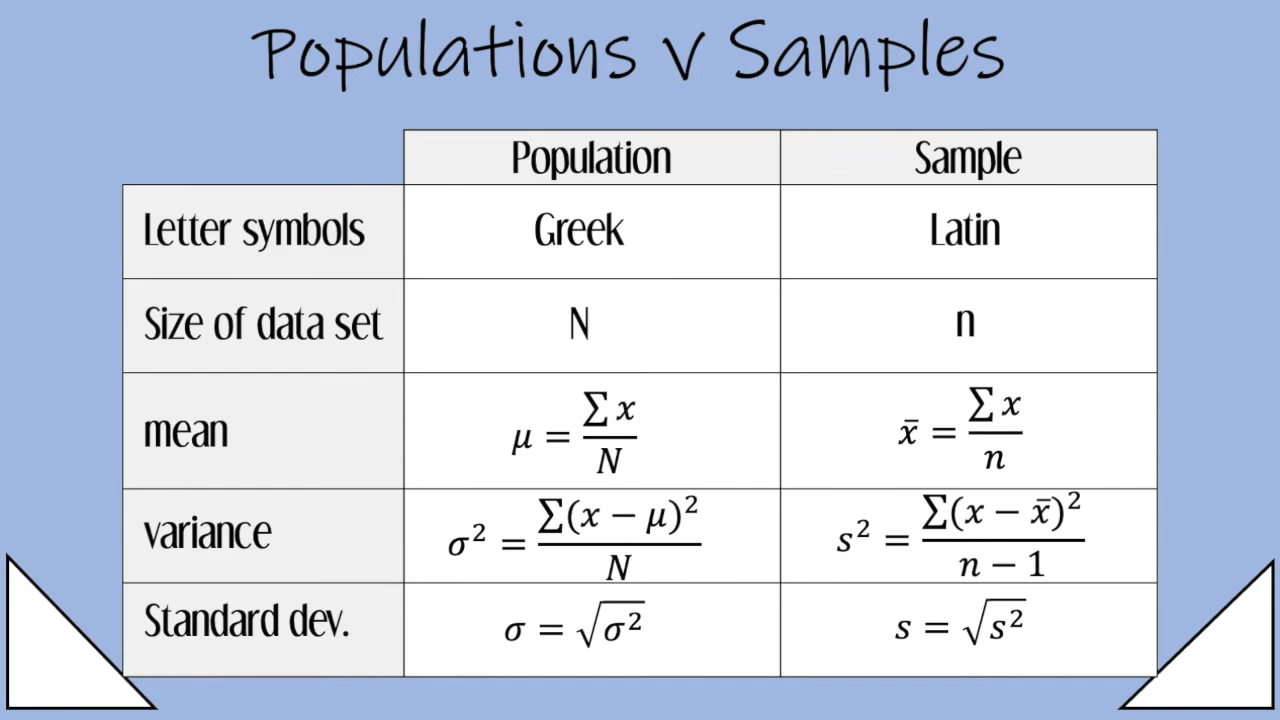 Populations v Samples
Population Sample
Letter symbols Greek Latin
Size of data set N n
mean μ = ∑x/N x̄ = ∑x/n
variance σ² = ∑(x − μ)²/N s² = ∑(x − x̄)²/n − 1
Standard dev. σ = √σ² s = √s²